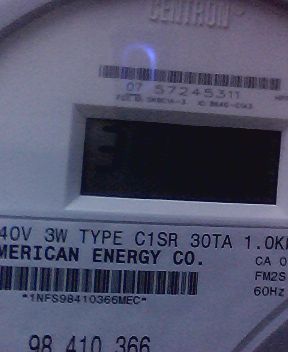 CENTRON
07 57245311
3
40V 3W TYPE C1SR 30TA 1.0K
MERICAN ENERGY CO.
CA 0
FM2S
60Hz
*1NFS98410366MEC*
98 410 366